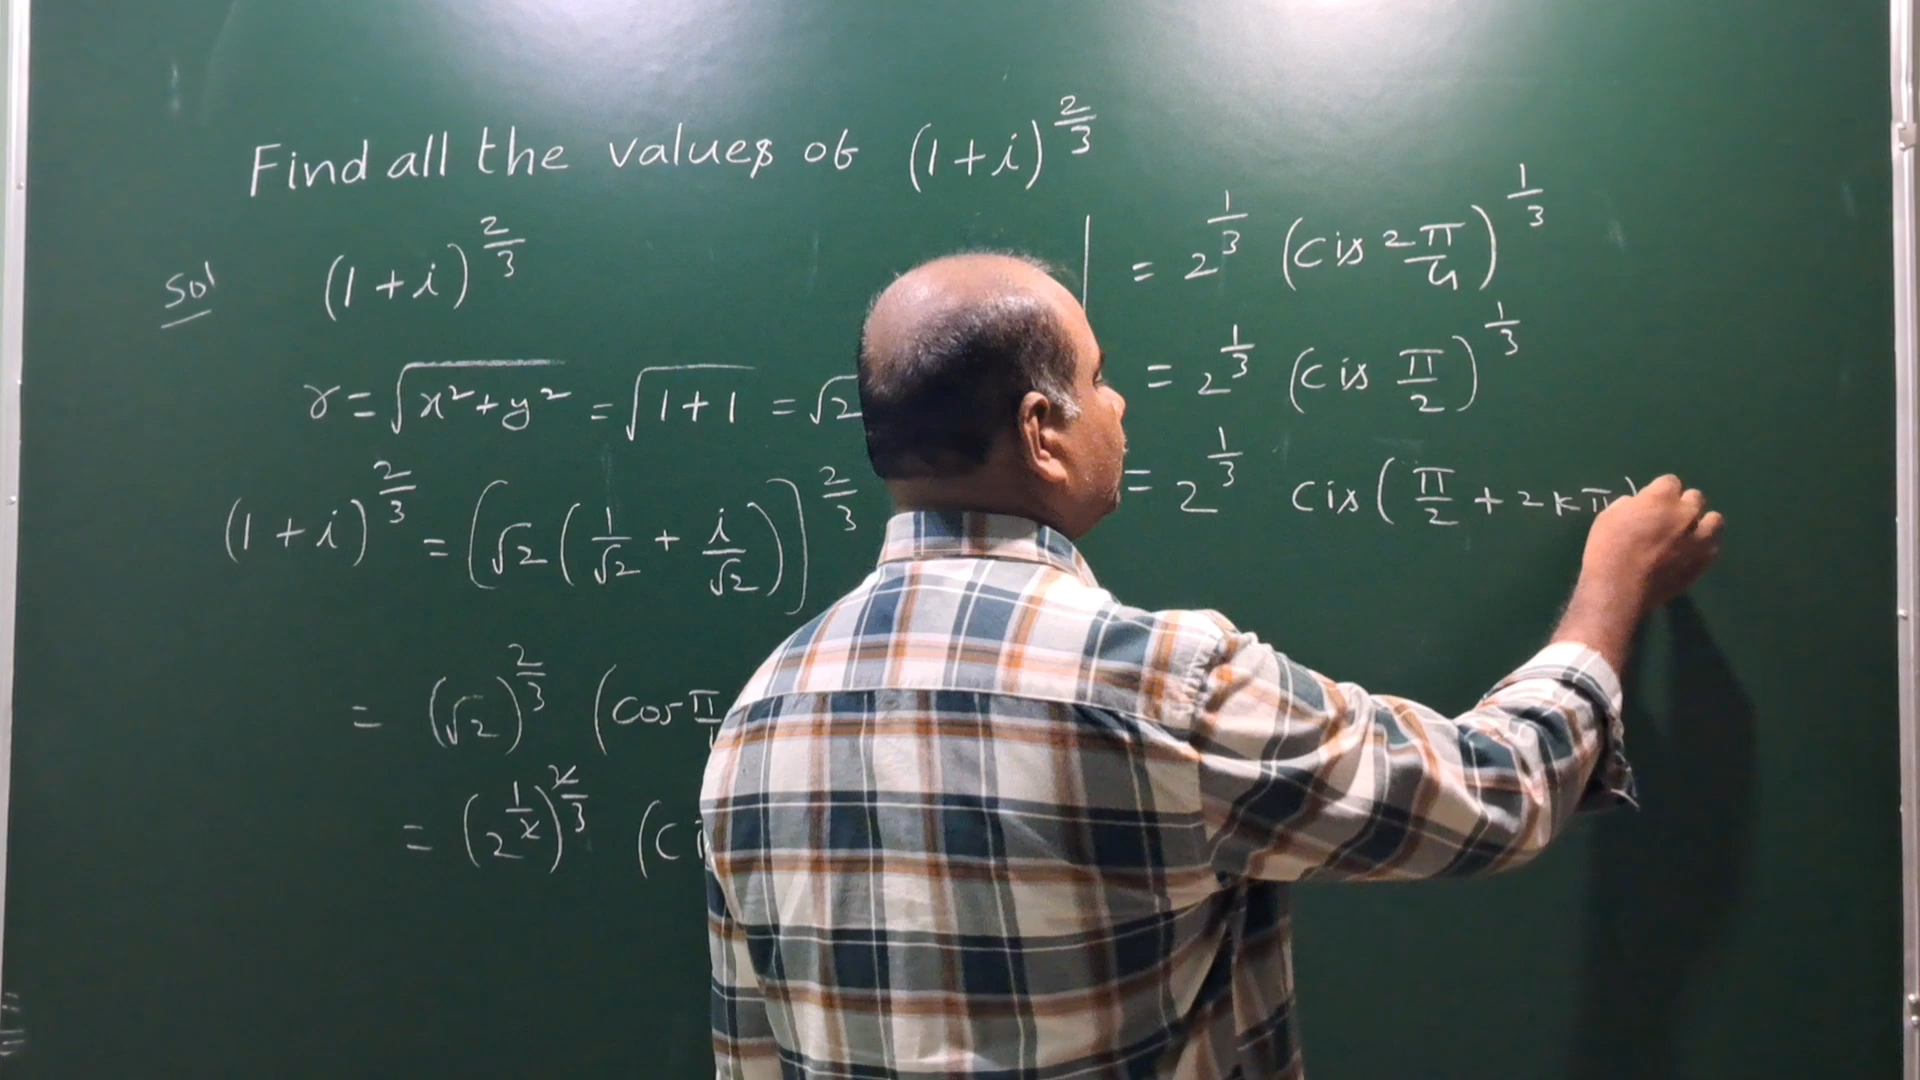 Find all the values of (1+i)^{2/3}
Sol (1+i)^{2/3}
r = √(x²+y²) = √(1+1) = √2
(1+i)^{2/3} = (√2(1/√2 + i/√2))^{2/3}
= (√2)^{2/3} (cos π
= (2^{1/2})^{2/3} (ci
= 2^{1/3} (cis 2π/4)^{1/3}
= 2^{1/3} (cis π/2)^{1/3}
= 2^{1/3} cis(π/2 + 2kπ)